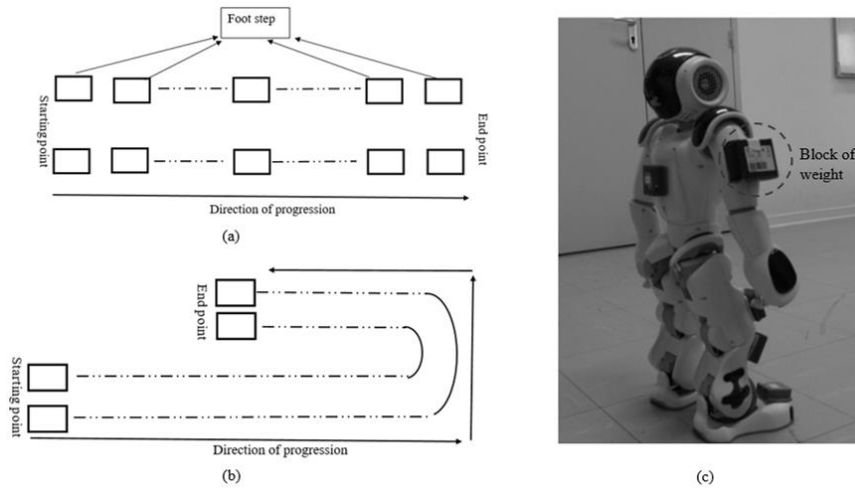 Foot step
Starting point
End point
Direction of progression
(a)
End point
Starting point
Direction of progression
(b)
Block of
weight
(c)